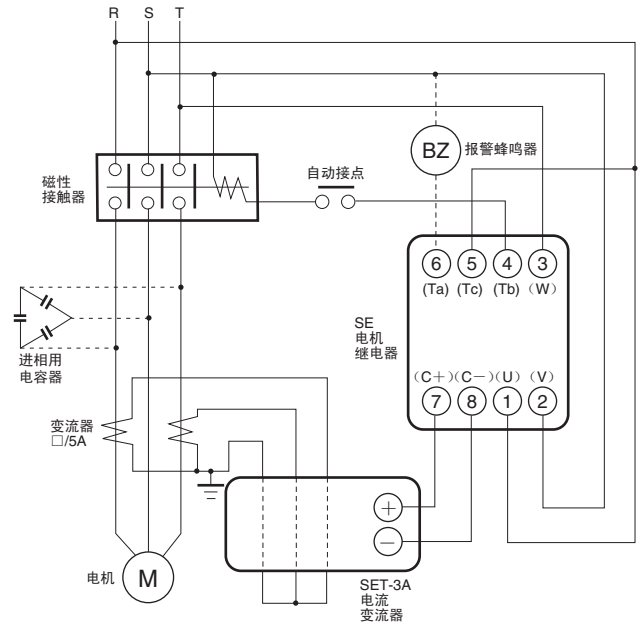 R S T
BZ 报警蜂鸣器
自动接点
磁性
接触器
6 5 4 3
(Ta) (Tc) (Tb) (W)
SE
电机
继电器
进相用
电容器
(C+) (C−) (U) (V)
7 8 1 2
变流器
□/5A
+
−
电机 M
SET-3A
电流
变流器